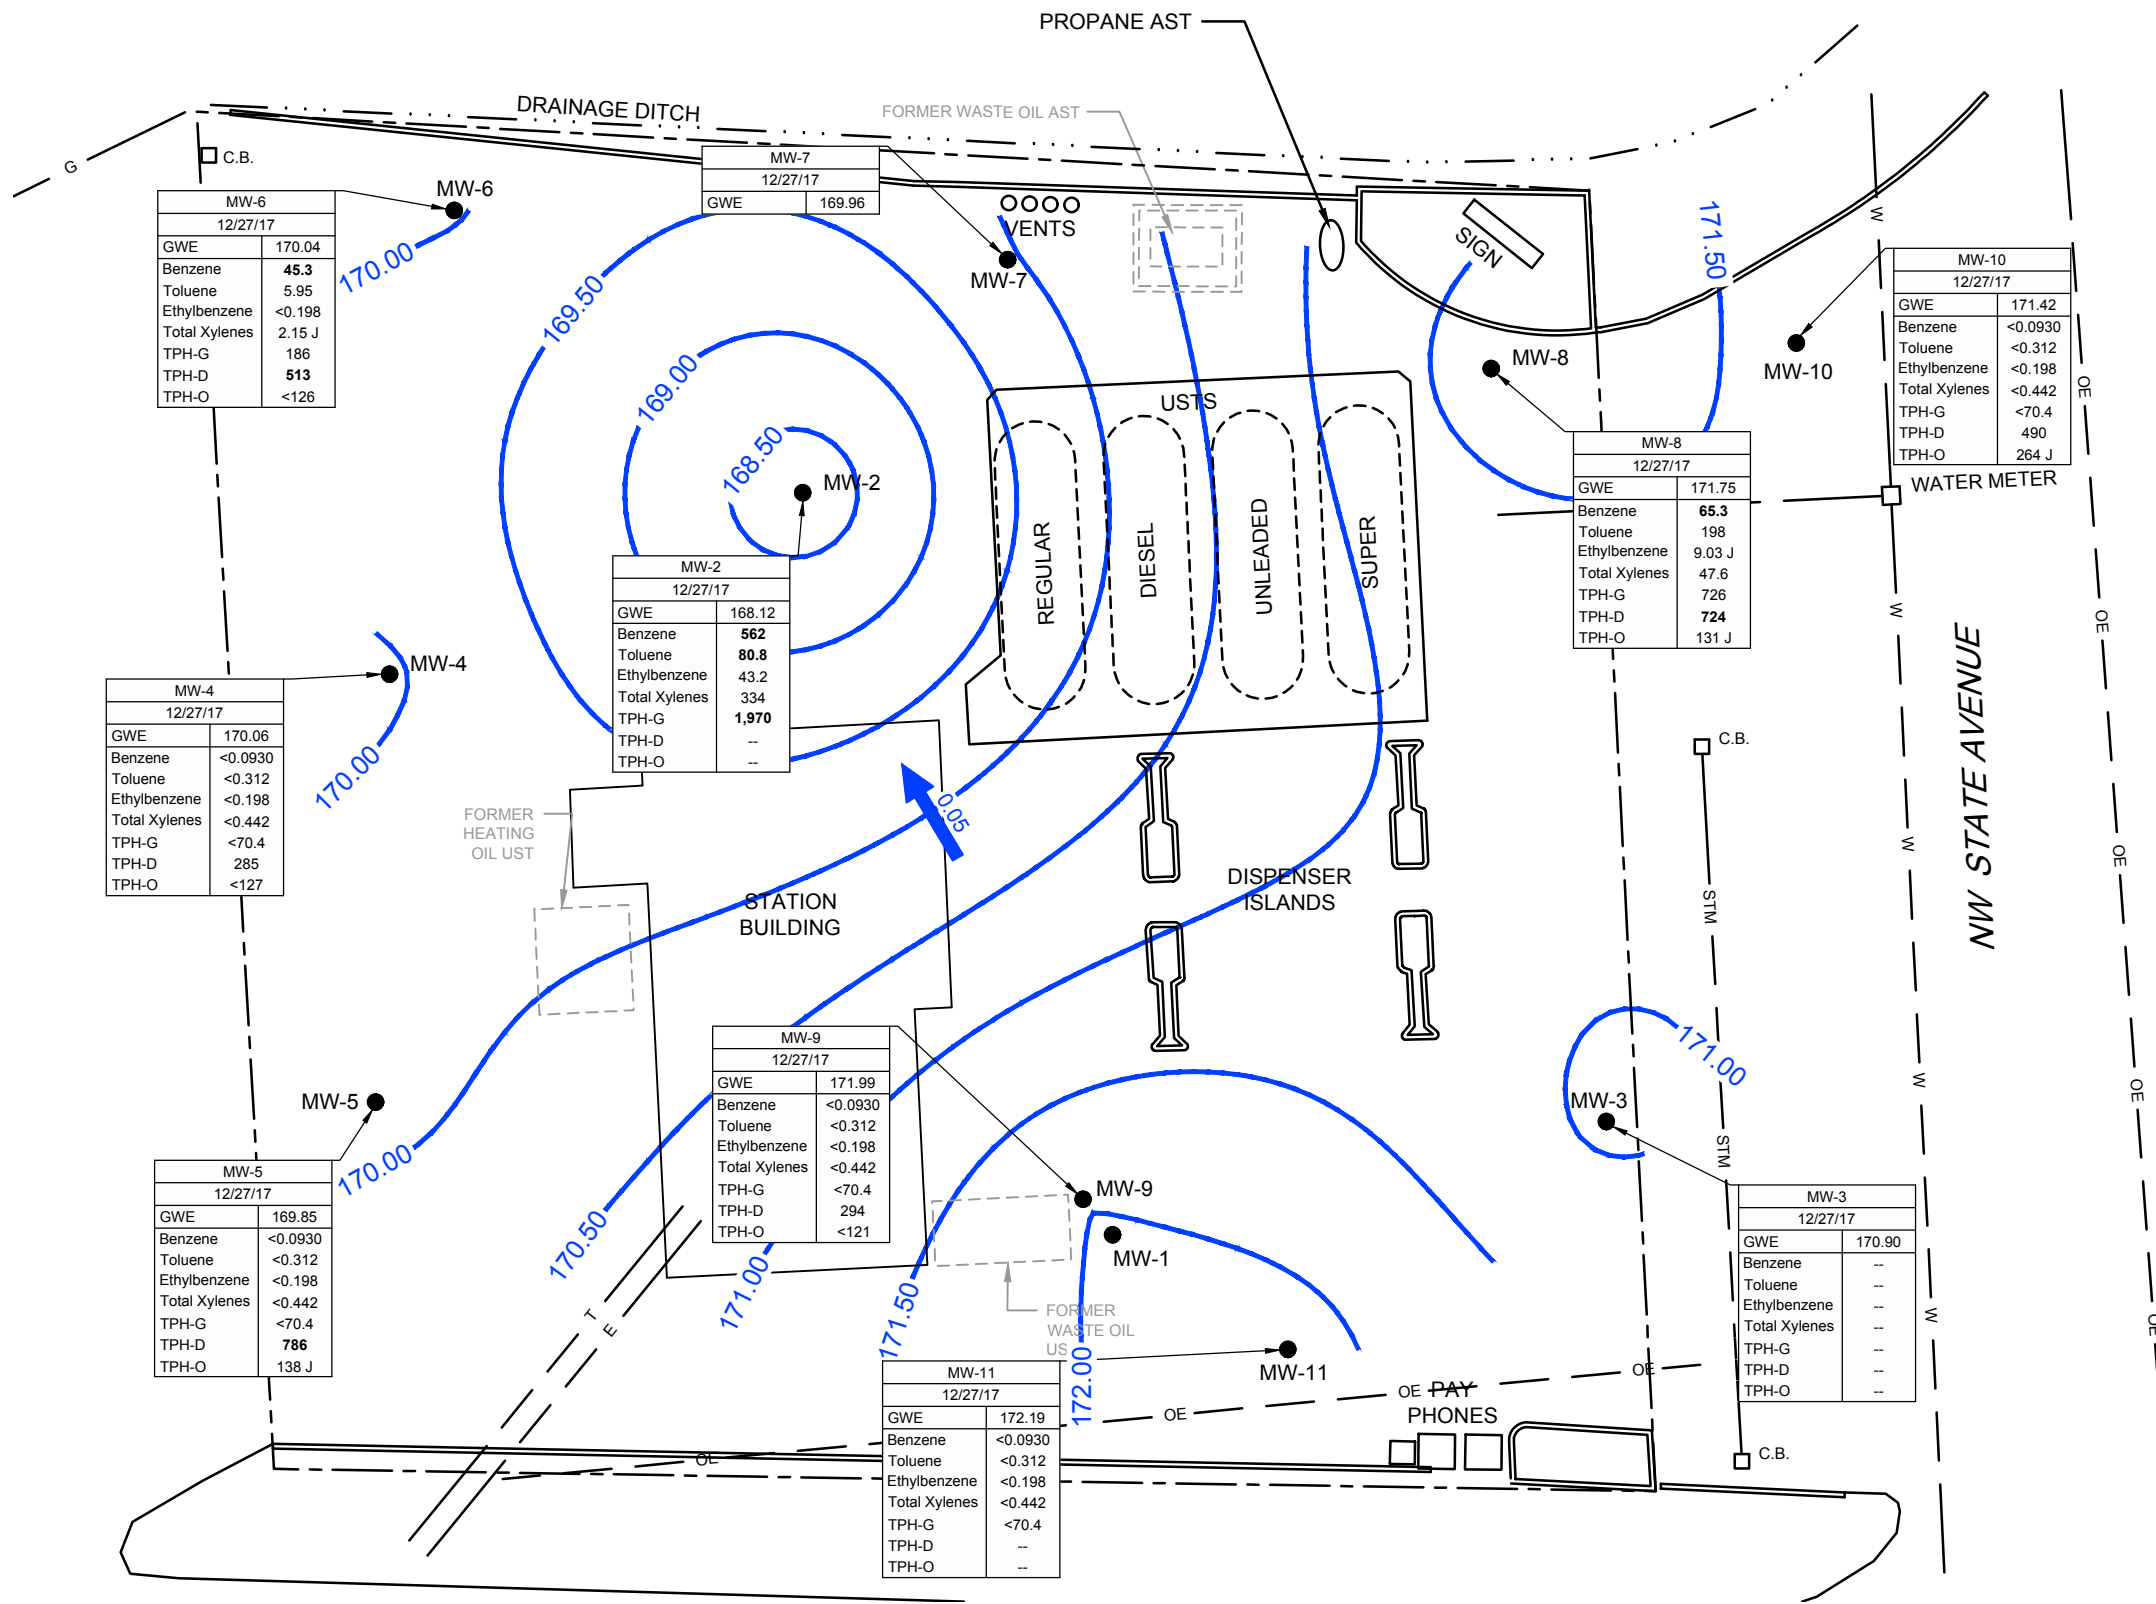 PROPANE AST
DRAINAGE DITCH
FORMER WASTE OIL AST
G
C.B.
MW-6
12/27/17
GWE 170.04
Benzene 45.3
Toluene 5.95
Ethylbenzene <0.198
Total Xylenes 2.15 J
TPH-G 186
TPH-D 513
TPH-O <126
MW-6
170.00
MW-7
12/27/17
GWE 169.96
VENTS
MW-7
SIGN
171.50
W
MW-10
12/27/17
GWE 171.42
Benzene <0.0930
Toluene <0.312
Ethylbenzene <0.198
Total Xylenes <0.442
TPH-G <70.4
TPH-D 490
TPH-O 264 J
MW-10
OE
WATER METER
169.50
169.00
168.50
MW-2
USTS
REGULAR
DIESEL
UNLEADED
SUPER
MW-8
MW-8
12/27/17
GWE 171.75
Benzene 65.3
Toluene 198
Ethylbenzene 9.03 J
Total Xylenes 47.6
TPH-G 726
TPH-D 724
TPH-O 131 J
MW-2
12/27/17
GWE 168.12
Benzene 562
Toluene 80.8
Ethylbenzene 43.2
Total Xylenes 334
TPH-G 1,970
TPH-D --
TPH-O --
W
OE
NW STATE AVENUE
MW-4
MW-4
12/27/17
GWE 170.06
Benzene <0.0930
Toluene <0.312
Ethylbenzene <0.198
Total Xylenes <0.442
TPH-G <70.4
TPH-D 285
TPH-O <127
170.00
C.B.
FORMER
HEATING
OIL UST
0.05
W
OE
STATION
BUILDING
DISPENSER
ISLANDS
STM
MW-9
12/27/17
GWE 171.99
Benzene <0.0930
Toluene <0.312
Ethylbenzene <0.198
Total Xylenes <0.442
TPH-G <70.4
TPH-D 294
TPH-O <121
171.00
W
OE
MW-5
MW-3
STM
170.00
MW-5
12/27/17
GWE 169.85
Benzene <0.0930
Toluene <0.312
Ethylbenzene <0.198
Total Xylenes <0.442
TPH-G <70.4
TPH-D 786
TPH-O 138 J
MW-9
MW-1
MW-3
12/27/17
GWE 170.90
Benzene --
Toluene --
Ethylbenzene --
Total Xylenes --
TPH-G --
TPH-D --
TPH-O --
170.50
171.00
171.50
172.00
T
E
FORMER
WASTE OIL
US
W
OE
MW-11
MW-11
12/27/17
GWE 172.19
Benzene <0.0930
Toluene <0.312
Ethylbenzene <0.198
Total Xylenes <0.442
TPH-G <70.4
TPH-D --
TPH-O --
OE
OE
OE
PAY
PHONES
OE
C.B.